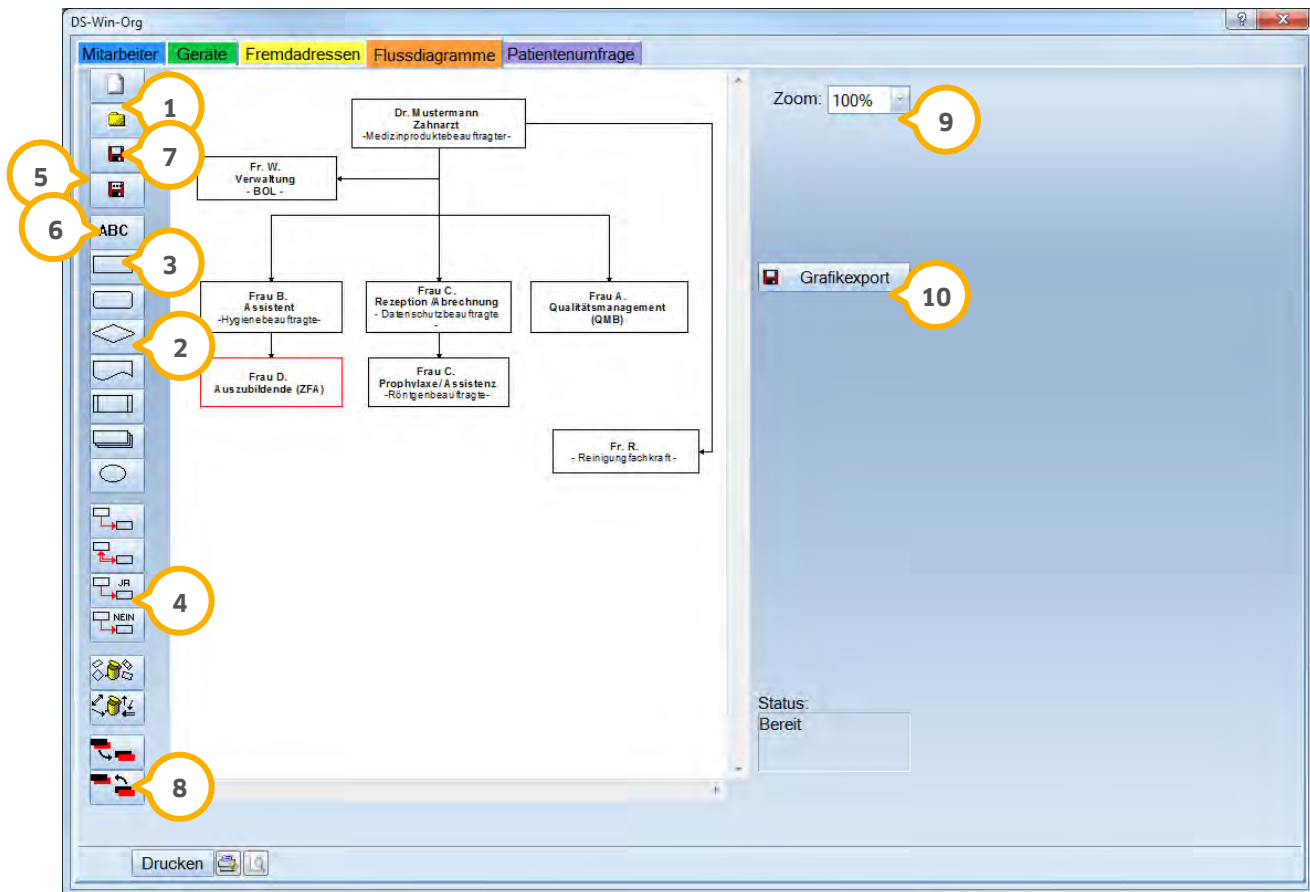 DS-Win-Org
Mitarbeiter Geräte Fremdadressen Flussdiagramme Patientenumfrage
1
7
5
6
ABC
3
2
JA
NEIN
4
8
Dr. Mustermann
Zahnarzt
-Medizinproduktebeauftragter-
Fr. W.
Verwaltung
- BOL -
Frau B.
Assistent
-Hygienebeauftragte-
Frau C.
Rezeption /Abrechnung
- Datenschutzbeauftragte
-
Frau A.
Qualitätsmanagement
(QMB)
Frau D.
Auszubildende (ZFA)
Frau C.
Prophylaxe/Assistenz
-Röntgenbeauftragte-
Fr. R.
- Reinigungfachkraft -
Zoom: 100%
9
Grafikexport
10
Status:
Bereit
Drucken